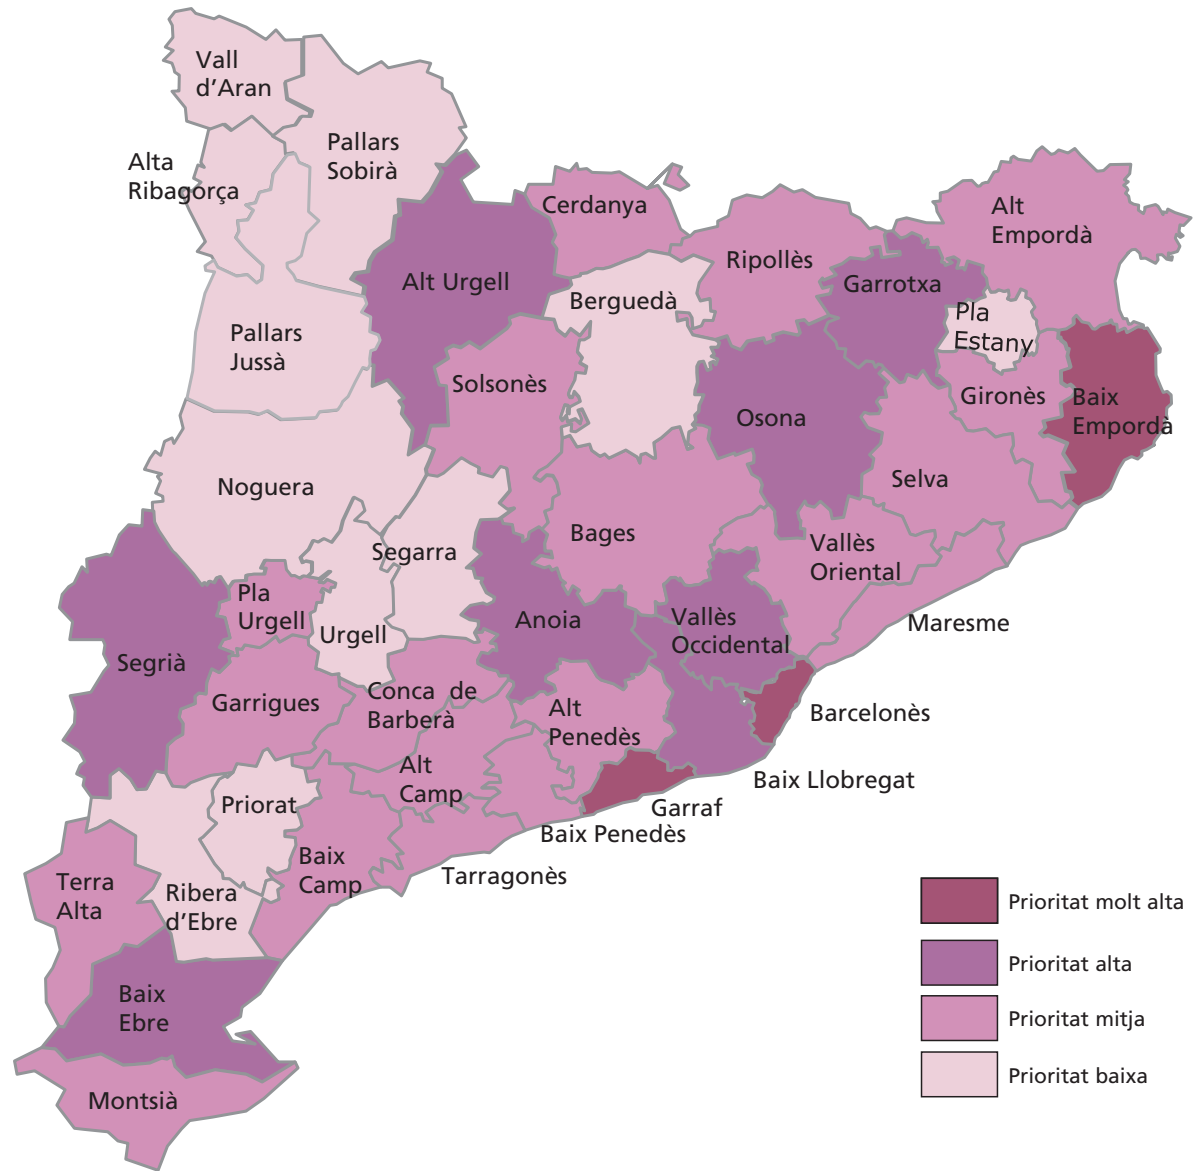 Vall
d’Aran
Pallars
Sobirà
Alta
Ribagorça
Cerdanya
Alt
Empordà
Ripollès
Alt Urgell
Garrotxa
Berguedà
Pla
Estany
Pallars
Jussà
Solsonès
Gironès
Baix
Empordà
Osona
Noguera
Selva
Bages
Segarra
Vallès
Oriental
Pla
Urgell
Urgell
Anoia
Vallès
Occidental
Maresme
Segrià
Garrigues
Conca de
Barberà
Alt
Penedès
Barcelonès
Alt
Camp
Baix Llobregat
Priorat
Garraf
Baix Penedès
Baix
Camp
Tarragonès
Terra
Alta
Ribera
d’Ebre
Baix
Ebre
Montsià
Prioritat molt alta
Prioritat alta
Prioritat mitja
Prioritat baixa